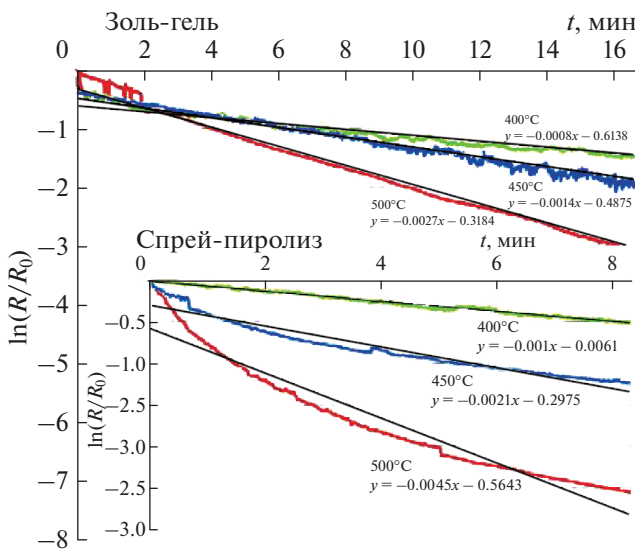 Золь-гель
t, мин
0
2
4
6
8
10
12
14
16
−1
−2
−3
−4
−5
−6
−7
−8
ln(R/R0)
400°C
y = −0.0008x − 0.6138
450°C
y = −0.0014x − 0.4875
500°C
y = −0.0027x − 0.3184
Спрей-пиролиз
t, мин
0
2
4
6
8
−0.5
−1.0
−1.5
−3.0
−2.5
−3.0
ln(R/R0)
400°C
y = −0.001x − 0.0061
450°C
y = −0.0021x − 0.2975
500°C
y = −0.0045x − 0.5643